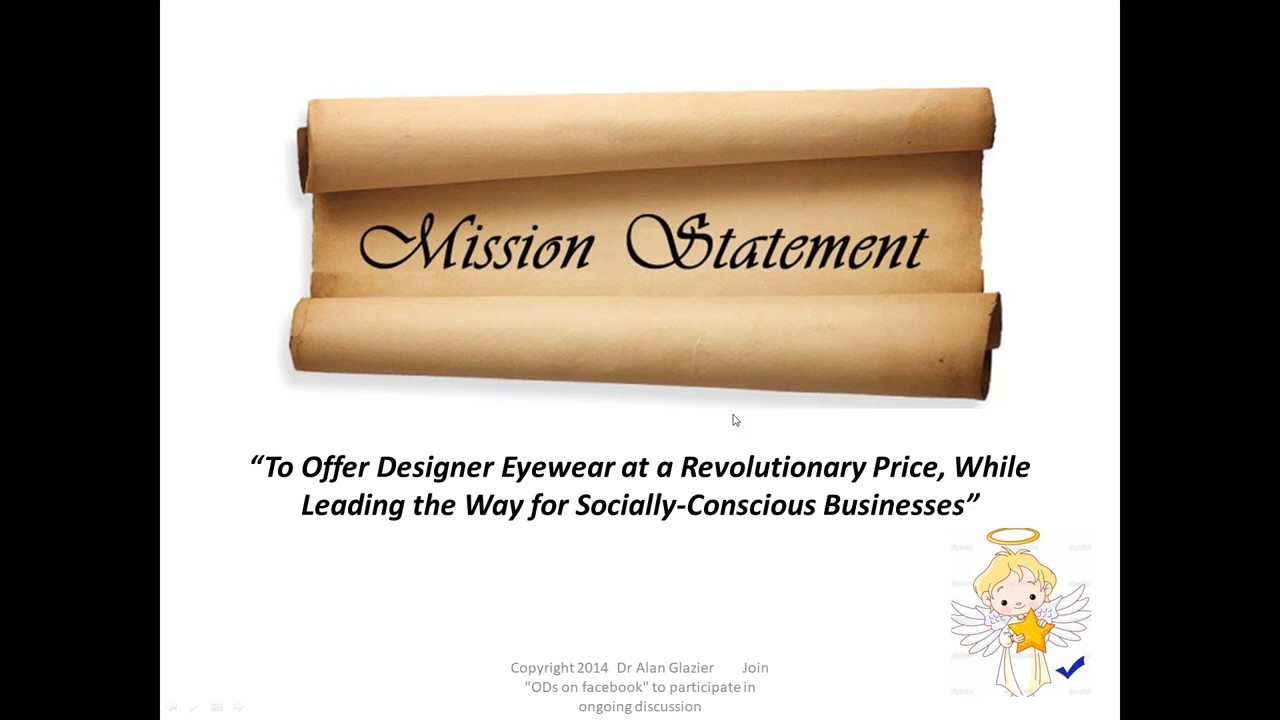 Mission Statement
“To Offer Designer Eyewear at a Revolutionary Price, While
Leading the Way for Socially-Conscious Businesses”
Copyright 2014 Dr Alan Glazier Join
"ODs on facebook" to participate in
ongoing discussion